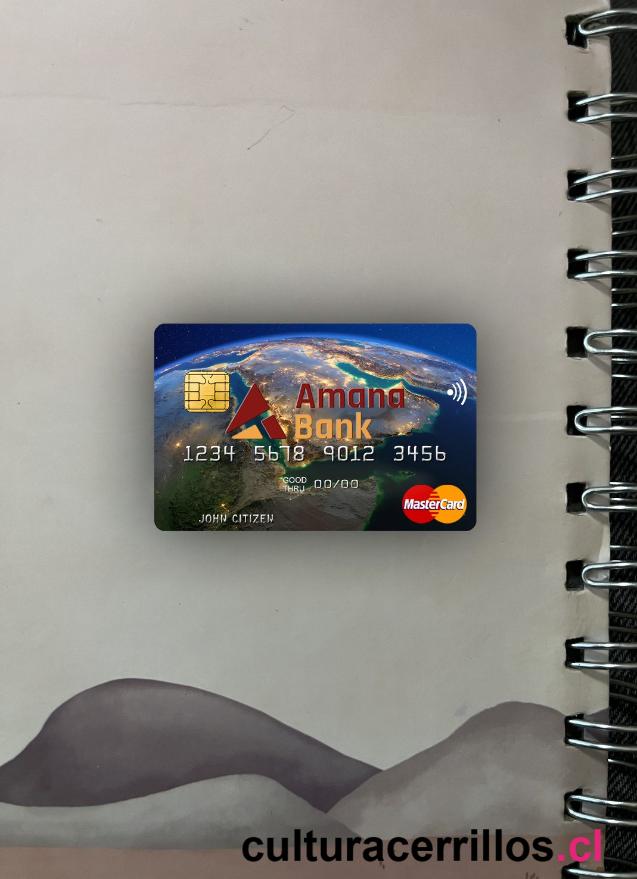 Amana
Bank
1234 5678 9012 3456
GOOD
THRU 00/00
JOHN CITIZEN
MasterCard
culturacerrillos.cl